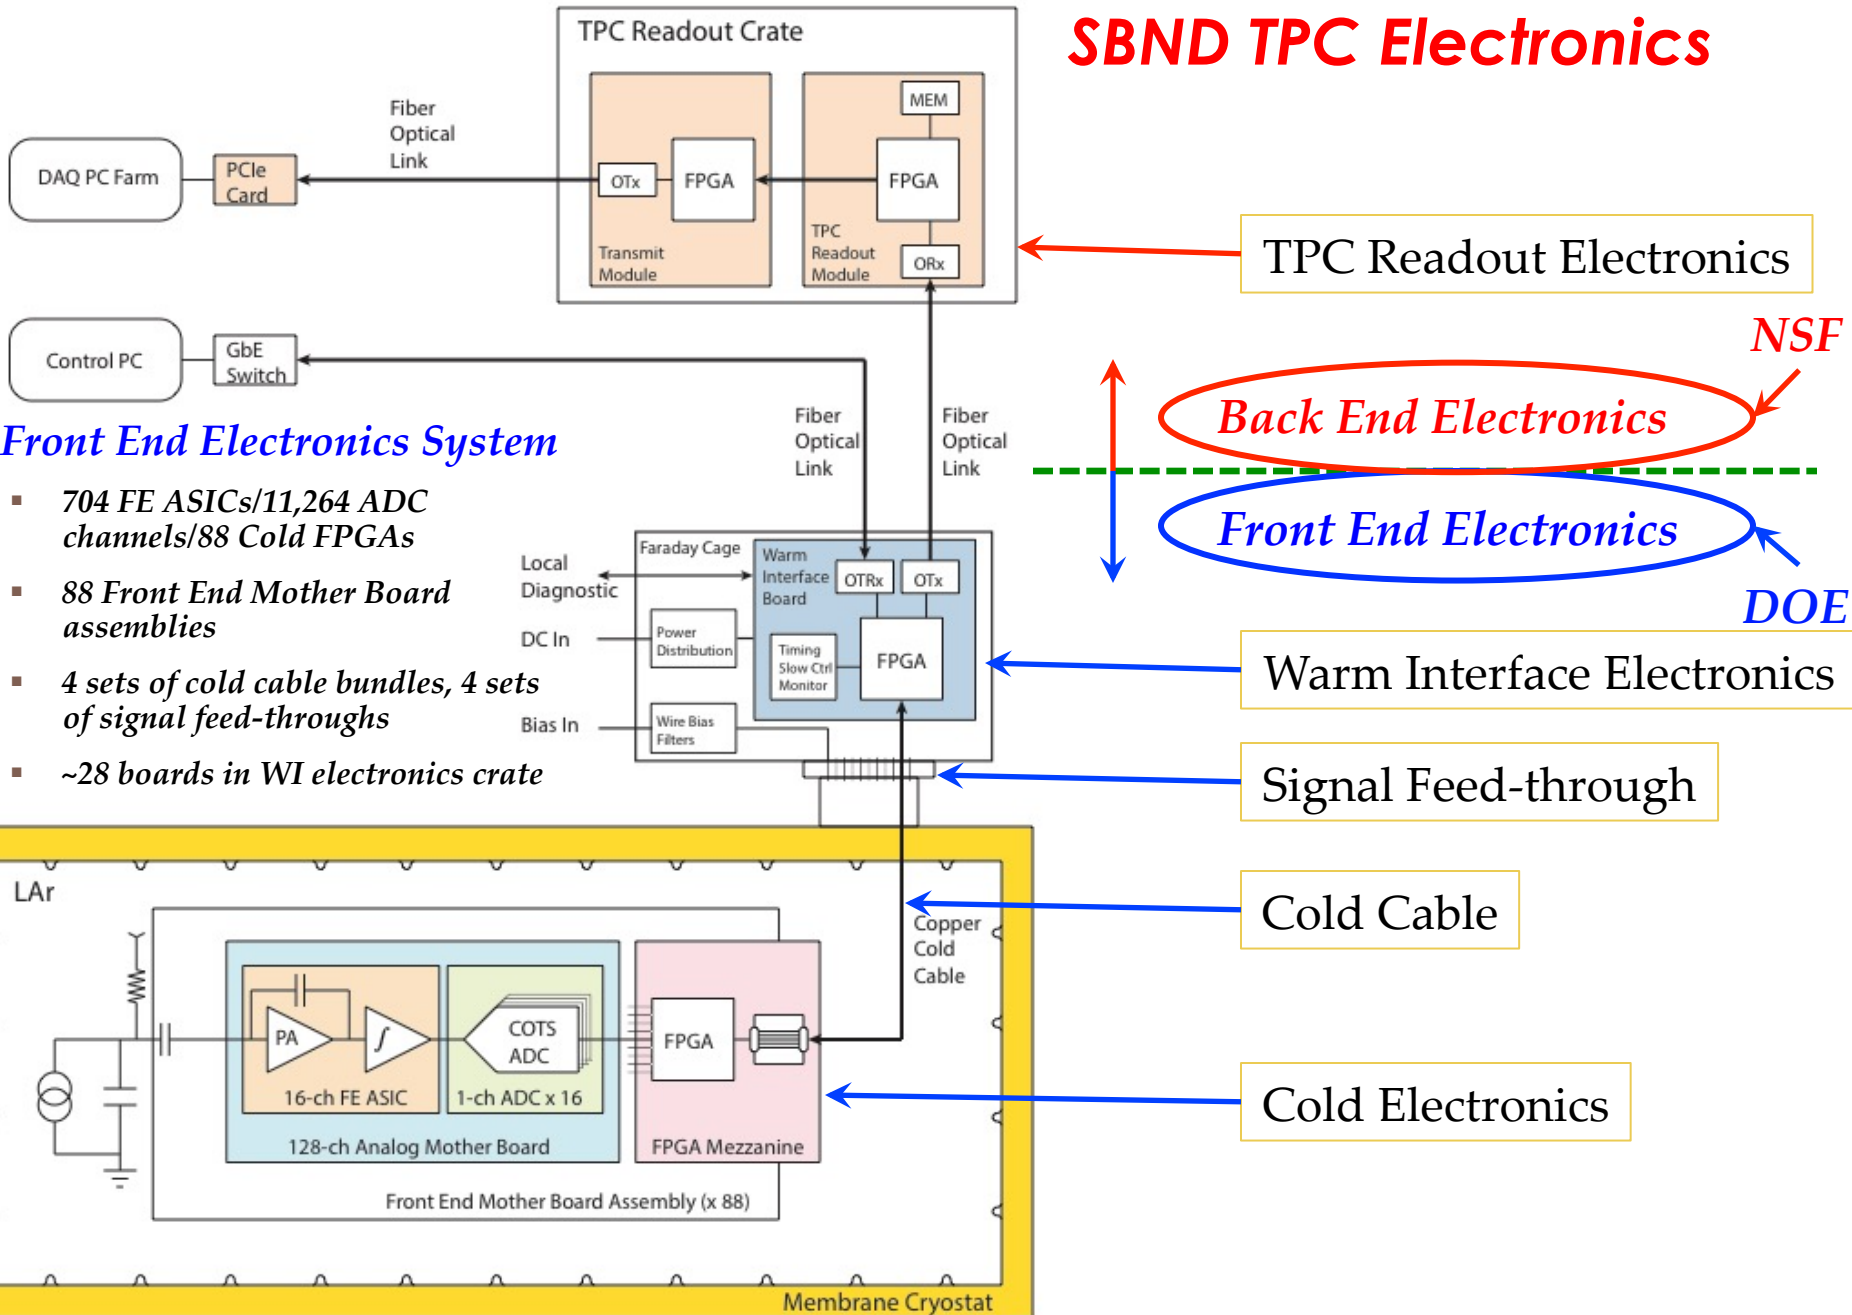 SBND TPC Electronics
TPC Readout Crate
MEM
FPGA
TPC
Readout
Module
ORx
OTx
FPGA
Transmit
Module
Fiber
Optical
Link
DAQ PC Farm
PCIe
Card
TPC Readout Electronics
Control PC
GbE
Switch
Fiber
Optical
Link
Fiber
Optical
Link
NSF
Back End Electronics
Front End Electronics
DOE
Front End Electronics System
▪ 704 FE ASICs/11,264 ADC
channels/88 Cold FPGAs
▪ 88 Front End Mother Board
assemblies
▪ 4 sets of cold cable bundles, 4 sets
of signal feed-throughs
▪ ~28 boards in WI electronics crate
Local
Diagnostic
DC In
Bias In
Faraday Cage
Warm
Interface
Board
OTRx
OTx
Power
Distribution
Timing
Slow Ctrl
Monitor
FPGA
Wire Bias
Filters
Warm Interface Electronics
Signal Feed-through
Cold Cable
Cold Electronics
LAr
Copper
Cold
Cable
PA
∫
16-ch FE ASIC
COTS
ADC
1-ch ADC x 16
128-ch Analog Mother Board
FPGA
FPGA Mezzanine
Front End Mother Board Assembly (x 88)
Membrane Cryostat